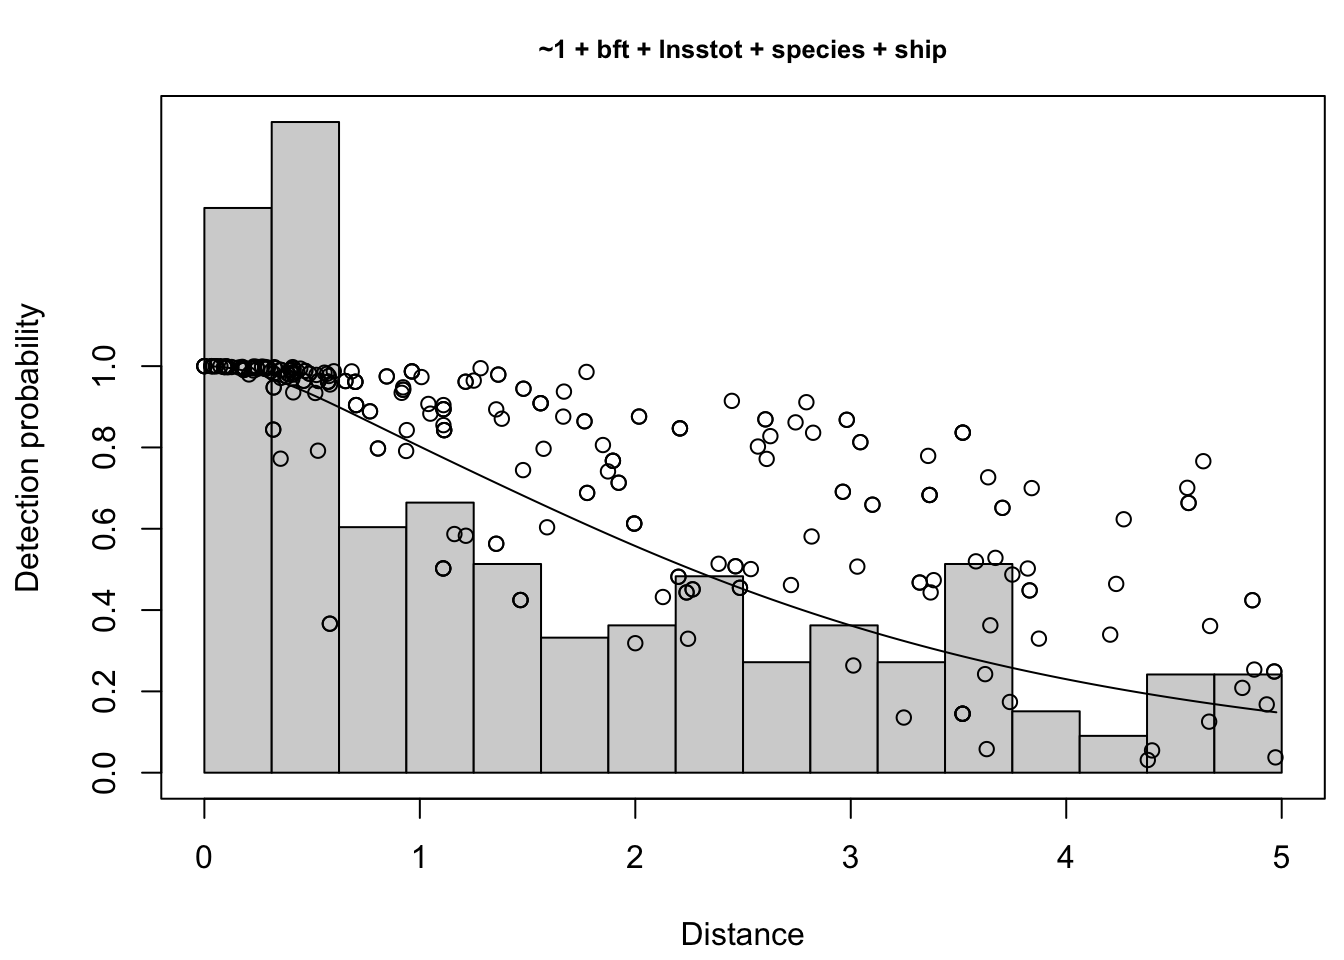 ~1 + bft + lnsstot + species + ship
Detection probability
1.0
0.8
0.6
0.4
0.2
0.0
0 1 2 3 4 5
Distance